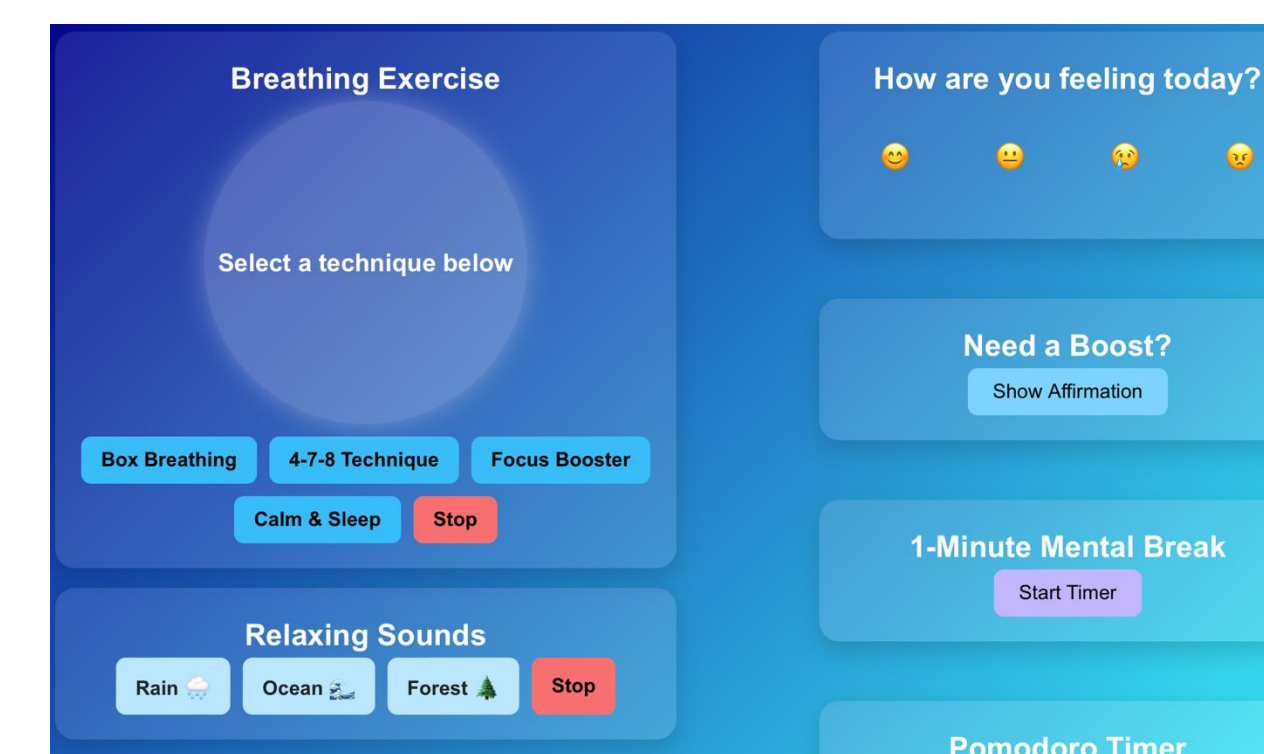 Breathing Exercise
Select a technique below
Box Breathing 4-7-8 Technique Focus Booster
Calm & Sleep Stop
Relaxing Sounds
Rain 🌧️ Ocean 🌊 Forest 🌲 Stop
How are you feeling today?
😊 😐 😢 😠
Need a Boost?
Show Affirmation
1-Minute Mental Break
Start Timer
Pomodoro Timer